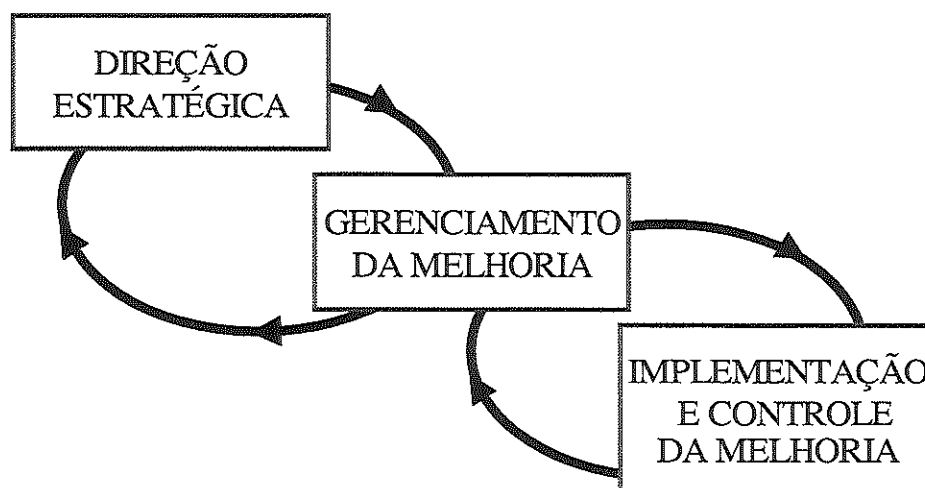 DIREÇÃO
ESTRATÉGICA
GERENCIAMENTO
DA MELHORIA
IMPLEMENTAÇÃO
E CONTROLE
DA MELHORIA